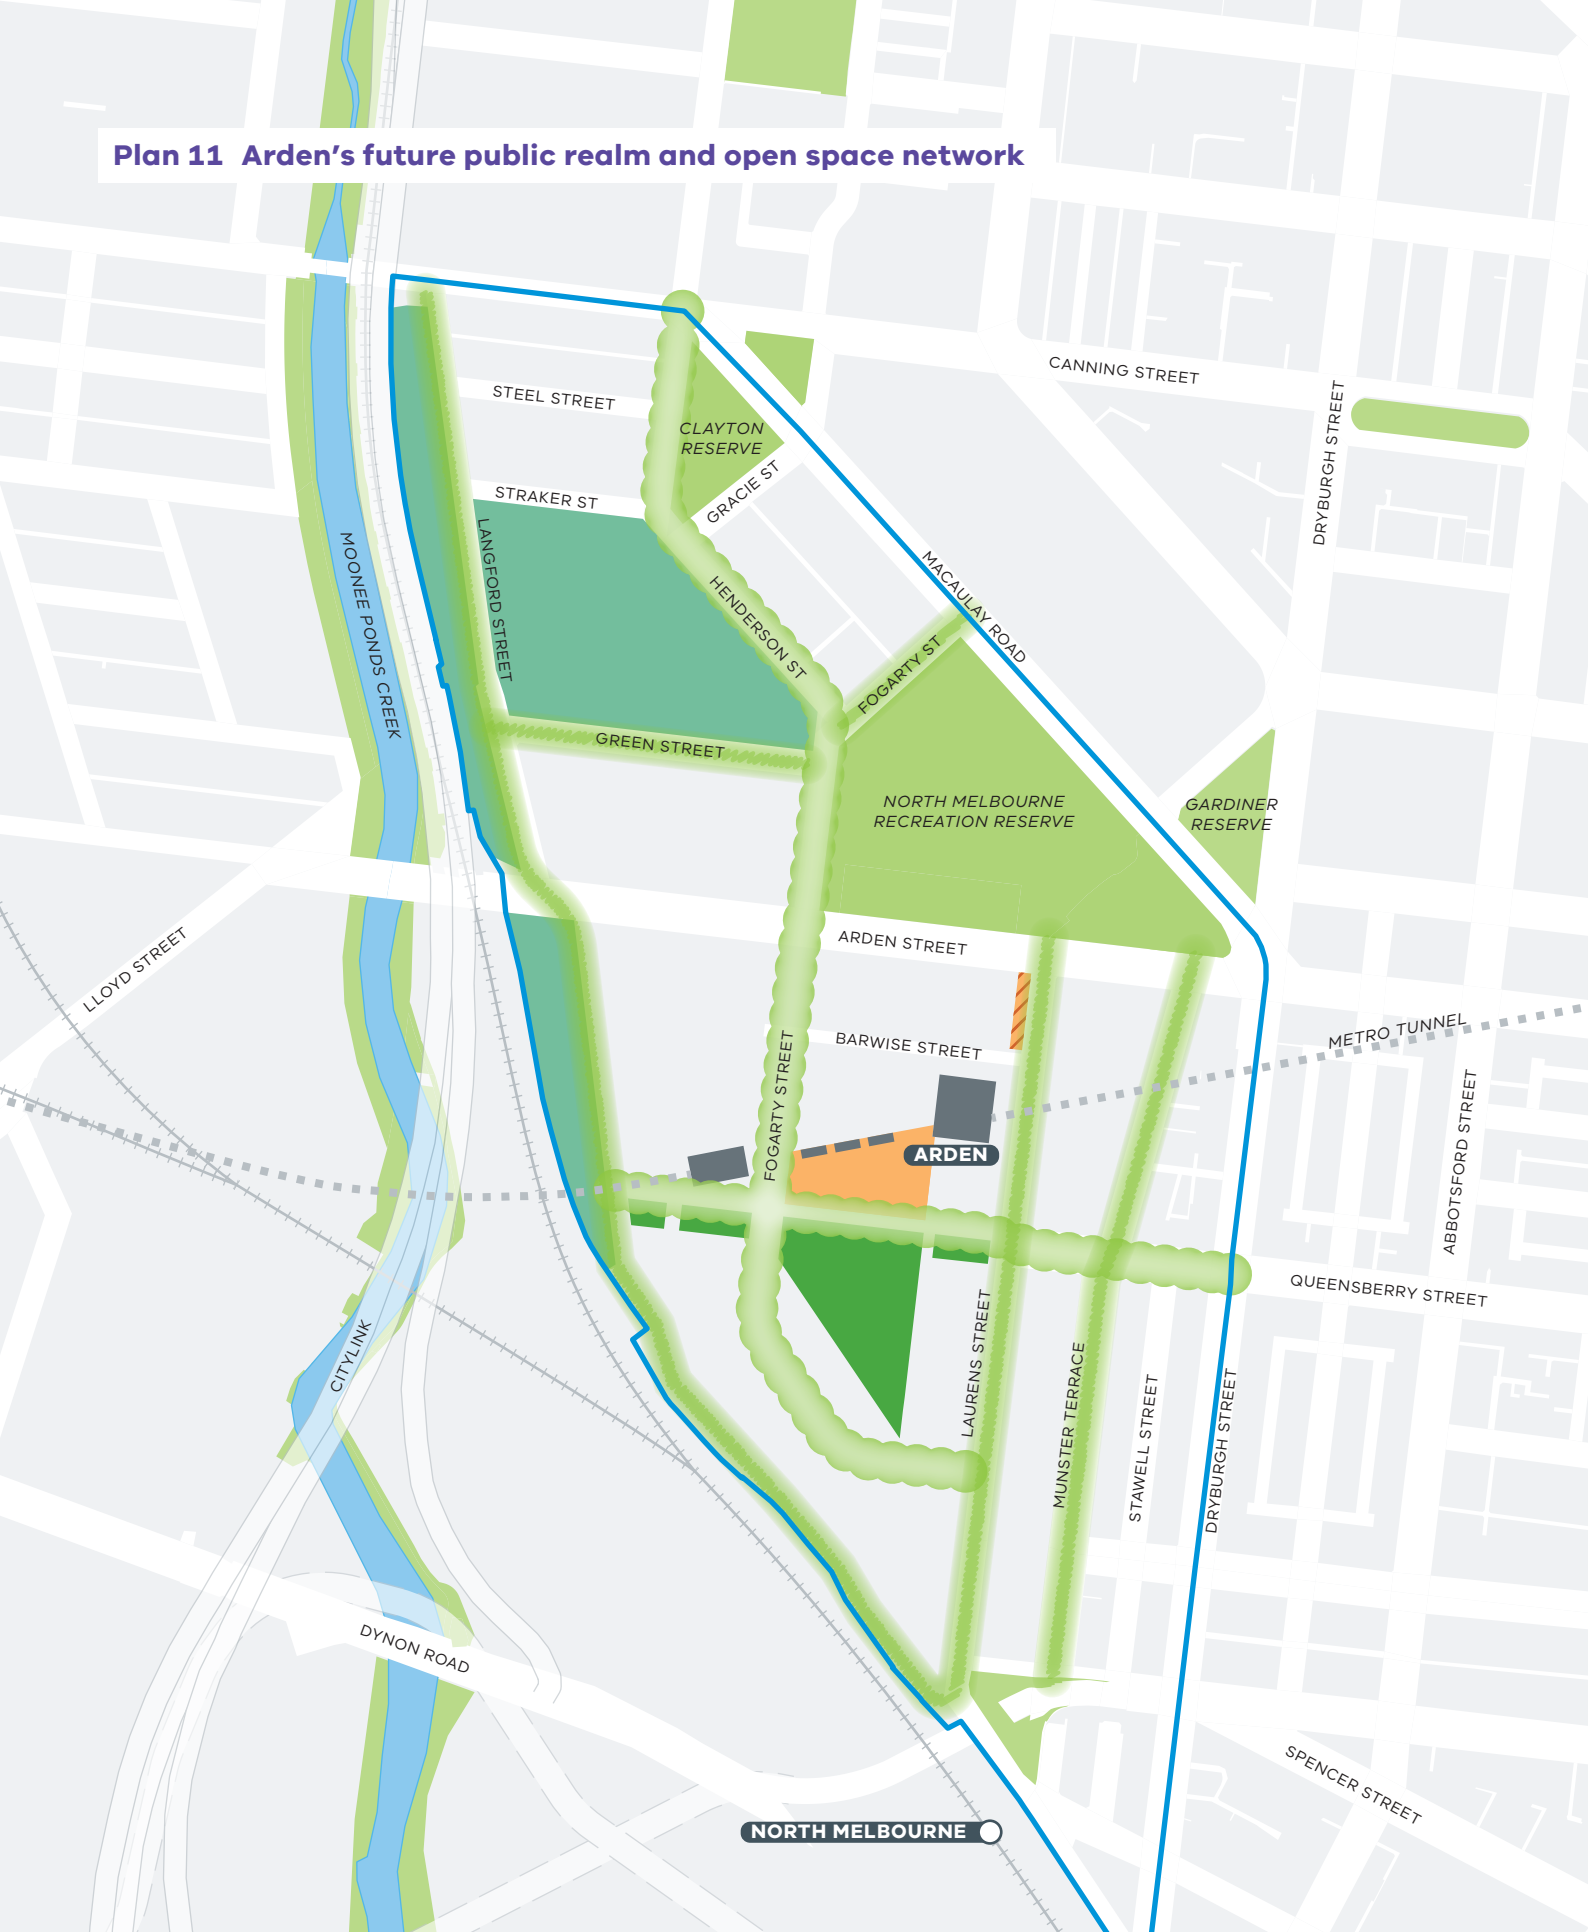 Plan 11 Arden's future public realm and open space network
CANNING STREET
STEEL STREET
DRYBURGH STREET
CLAYTON
RESERVE
GRACIE ST
STRAKER ST
LANGFORD STREET
MOONEE PONDS CREEK
MACAULAY ROAD
HENDERSON ST
FOGARTY ST
GREEN STREET
NORTH MELBOURNE
RECREATION RESERVE
GARDINER
RESERVE
ARDEN STREET
LLOYD STREET
METRO TUNNEL
BARWISE STREET
FOGARTY STREET
ARDEN
ABBOTSFORD STREET
QUEENSBERRY STREET
CITYLINK
LAURENS STREET
MUNSTER TERRACE
STAWELL STREET
DRYBURGH STREET
DYNON ROAD
SPENCER STREET
NORTH MELBOURNE